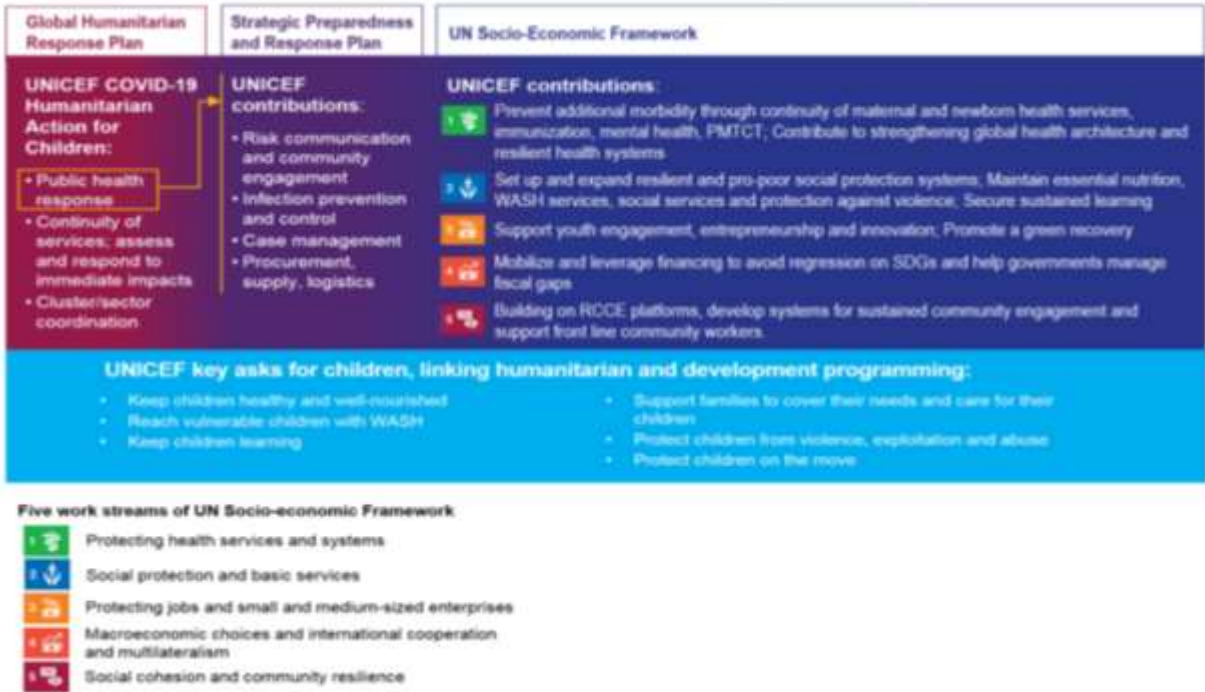 Global Humanitarian
Response Plan
Strategic Preparedness
and Response Plan
UN Socio-Economic Framework
UNICEF COVID-19
Humanitarian
Action for
Children:
• Public health
response
• Continuity of
services; assess
and respond to
immediate impacts
• Cluster/sector
coordination
UNICEF
contributions:
• Risk communication
and community
engagement
• Infection prevention
and control
• Case management
• Procurement,
supply, logistics
UNICEF contributions:
1 Prevent additional morbidity through continuity of maternal and newborn health services,
immunization, mental health, PMTCT; Contribute to strengthening global health architecture and
resilient health systems
2 Set up and expand resilient and pro-poor social protection systems, Maintain essential nutrition,
WASH services, social services and protection against violence, Secure sustained learning
3 Support youth engagement, entrepreneurship and innovation; Promote a green recovery
4 Mobilize and leverage financing to avoid regression on SDGs and help governments manage
fiscal gaps
5 Building on RCCE platforms, develop systems for sustained community engagement and
support front line community workers
UNICEF key asks for children, linking humanitarian and development programming:
• Keep children healthy and well-nourished
• Reach vulnerable children with WASH
• Keep children learning
• Support families to cover their needs and care for their
children
• Protect children from violence, exploitation and abuse
• Protect children on the move
Five work streams of UN Socio-economic Framework
1 Protecting health services and systems
2 Social protection and basic services
3 Protecting jobs and small and medium-sized enterprises
4 Macroeconomic choices and international cooperation
and multilateralism
5 Social cohesion and community resilience